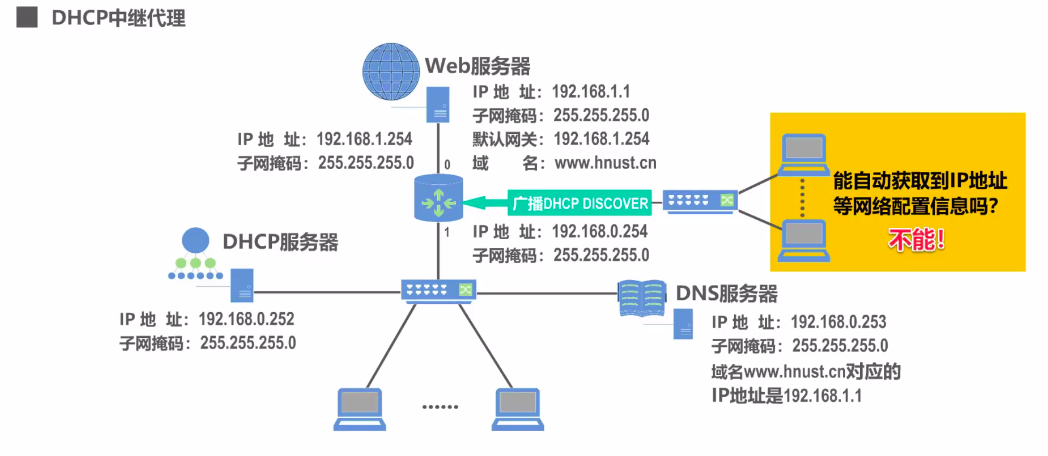 DHCP中继代理
Web服务器
IP 地 址：192.168.1.1
子网掩码：255.255.255.0
默认网关：192.168.1.254
域 名：www.hnust.cn
IP 地 址：192.168.1.254
子网掩码：255.255.255.0
0
广播DHCP DISCOVER
能自动获取到IP地址
等网络配置信息吗？
不能！
1
IP 地 址：192.168.0.254
子网掩码：255.255.255.0
DHCP服务器
IP 地 址：192.168.0.252
子网掩码：255.255.255.0
DNS服务器
IP 地 址：192.168.0.253
子网掩码：255.255.255.0
域名www.hnust.cn对应的
IP地址是192.168.1.1